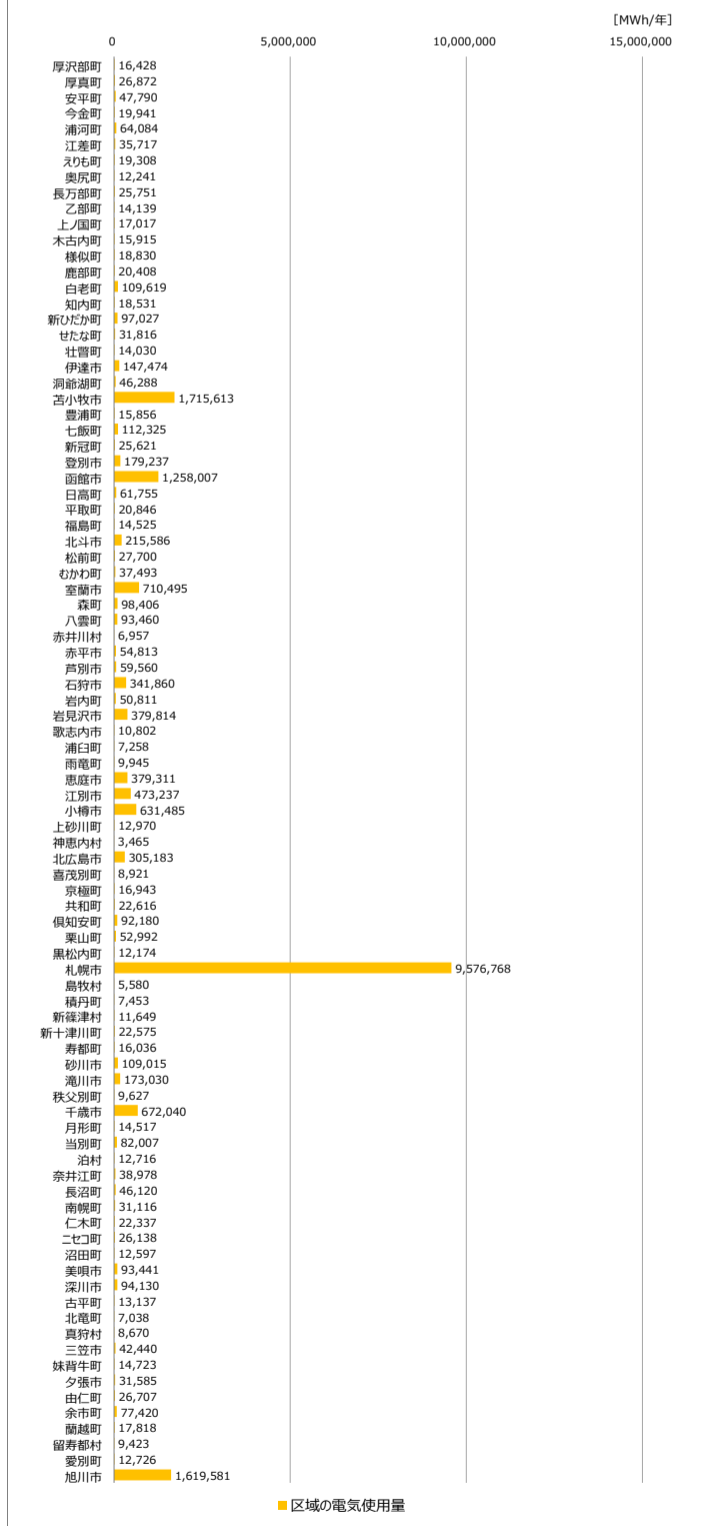 [MWh/年]
0 5,000,000 10,000,000 15,000,000
厚沢部町 16,428
厚真町 26,872
安平町 47,790
今金町 19,941
浦河町 64,084
江差町 35,717
えりも町 19,308
奥尻町 12,241
長万部町 25,751
乙部町 14,139
上ノ国町 17,017
木古内町 15,915
様似町 18,830
鹿部町 20,408
白老町 109,619
知内町 18,531
新ひだか町 97,027
せたな町 31,816
壮瞥町 14,030
伊達市 147,474
洞爺湖町 46,288
苫小牧市 1,715,613
豊浦町 15,856
七飯町 112,325
新冠町 25,621
登別市 179,237
函館市 1,258,007
日高町 61,755
平取町 20,846
福島町 14,525
北斗市 215,586
松前町 27,700
むかわ町 37,493
室蘭市 710,495
森町 98,406
八雲町 93,460
赤井川村 6,957
赤平市 54,813
芦別市 59,560
石狩市 341,860
岩内町 50,811
岩見沢市 379,814
歌志内市 10,802
浦臼町 7,258
雨竜町 9,945
恵庭市 379,311
江別市 473,237
小樽市 631,485
上砂川町 12,970
神恵内村 3,465
北広島市 305,183
喜茂別町 8,921
京極町 16,943
共和町 22,616
倶知安町 92,180
栗山町 52,992
黒松内町 12,174
札幌市 9,576,768
島牧村 5,580
積丹町 7,453
新篠津村 11,649
新十津川町 22,575
寿都町 16,036
砂川市 109,015
滝川市 173,030
秩父別町 9,627
千歳市 672,040
月形町 14,517
当別町 82,007
泊村 12,716
奈井江町 38,978
長沼町 46,120
南幌町 31,116
仁木町 22,337
ニセコ町 26,138
沼田町 12,597
美唄市 93,441
深川市 94,130
古平町 13,137
北竜町 7,038
真狩村 8,670
三笠市 42,440
妹背牛町 14,723
夕張市 31,585
由仁町 26,707
余市町 77,420
蘭越町 17,818
留寿都村 9,423
愛別町 12,726
旭川市 1,619,581
区域の電気使用量